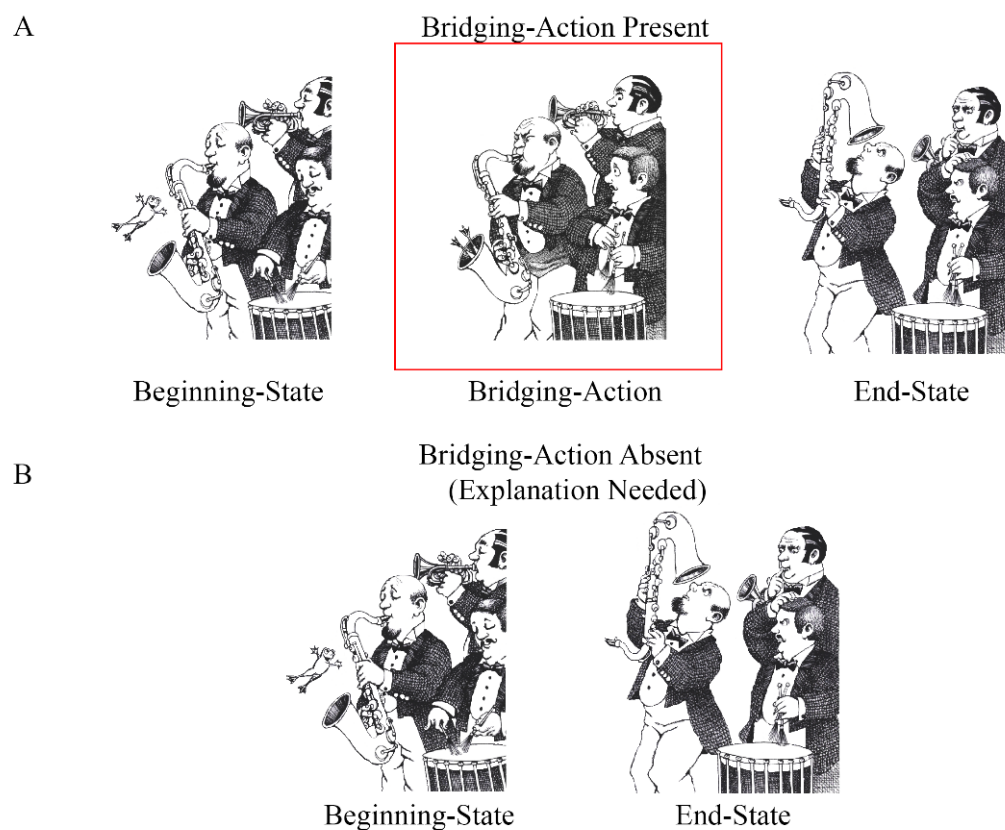 A
Bridging-Action Present
Beginning-State
Bridging-Action
End-State
B
Bridging-Action Absent
(Explanation Needed)
Beginning-State
End-State